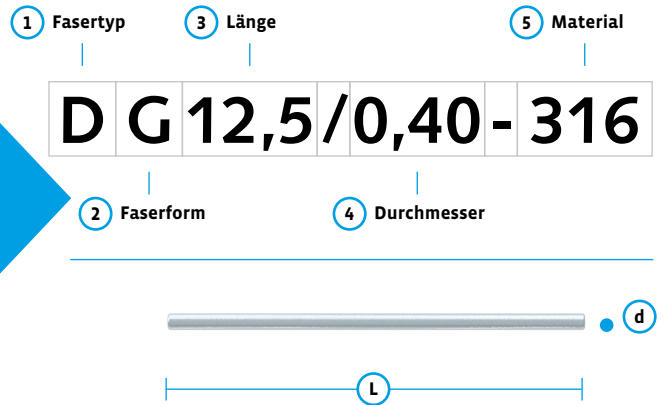 1 Fasertyp 3 Länge 5 Material
D G 12,5 / 0,40 - 316
2 Faserform 4 Durchmesser
d
L